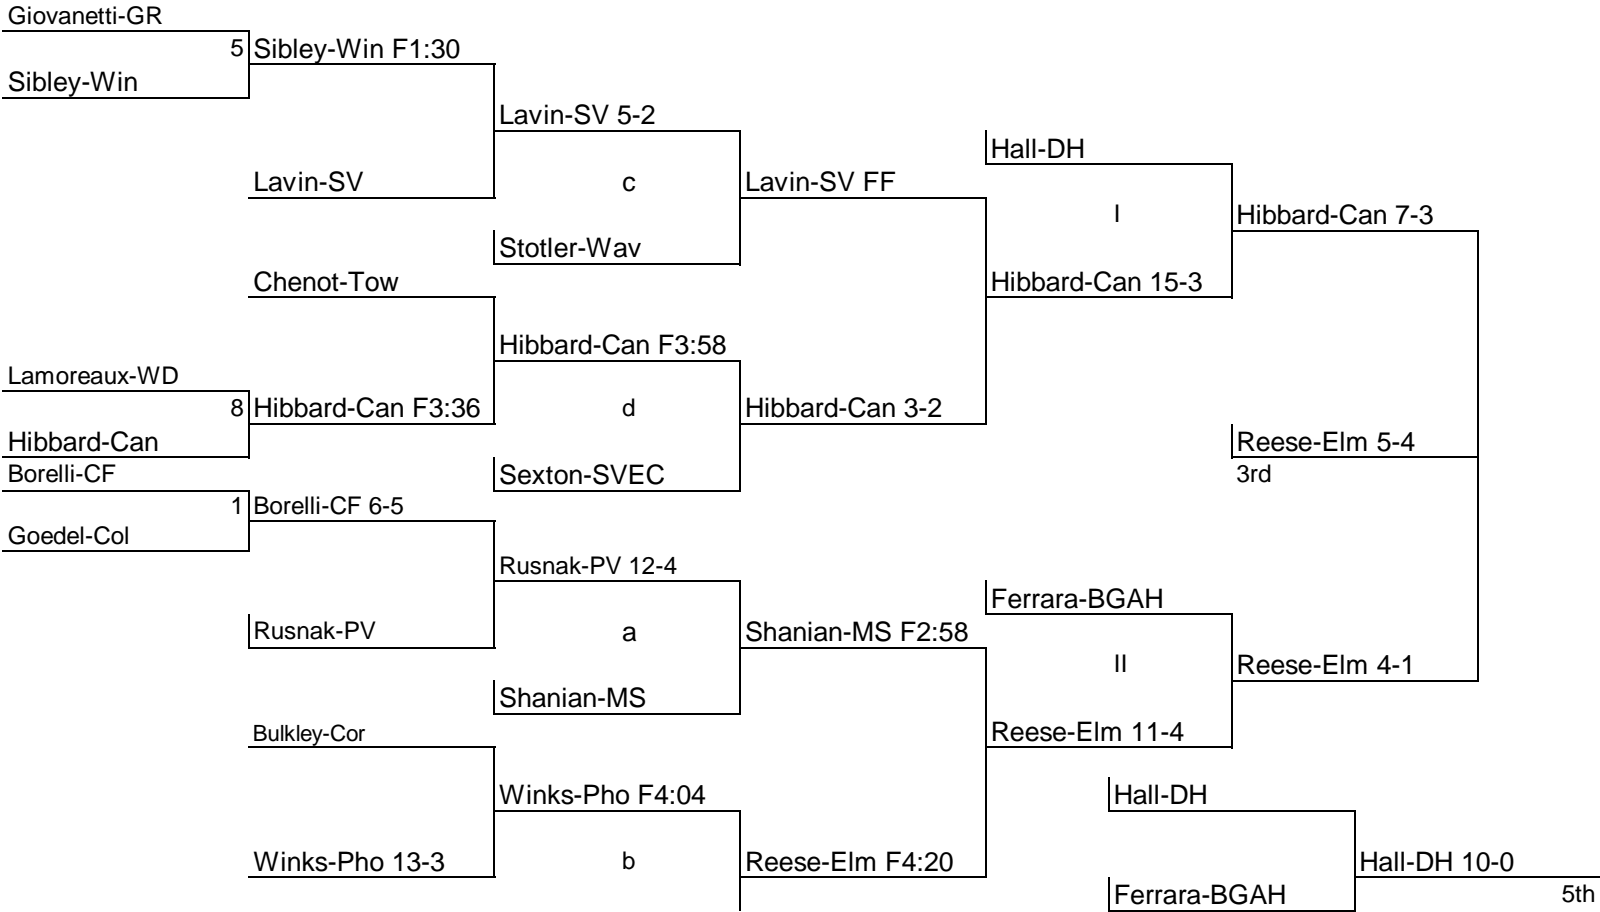 Giovanetti-GR
5 Sibley-Win F1:30
Sibley-Win
Lavin-SV 5-2
Hall-DH
Lavin-SV
c
Lavin-SV FF
I
Hibbard-Can 7-3
Stotler-Wav
Chenot-Tow
Hibbard-Can 15-3
Hibbard-Can F3:58
Lamoreaux-WD
8 Hibbard-Can F3:36
d
Hibbard-Can 3-2
Hibbard-Can
Reese-Elm 5-4
Borelli-CF
Sexton-SVEC
3rd
1 Borelli-CF 6-5
Goedel-Col
Rusnak-PV 12-4
Ferrara-BGAH
Rusnak-PV
a
Shanian-MS F2:58
II
Reese-Elm 4-1
Shanian-MS
Bulkley-Cor
Reese-Elm 11-4
Winks-Pho F4:04
Hall-DH
Winks-Pho 13-3
b
Reese-Elm F4:20
Hall-DH 10-0
Ferrara-BGAH
5th